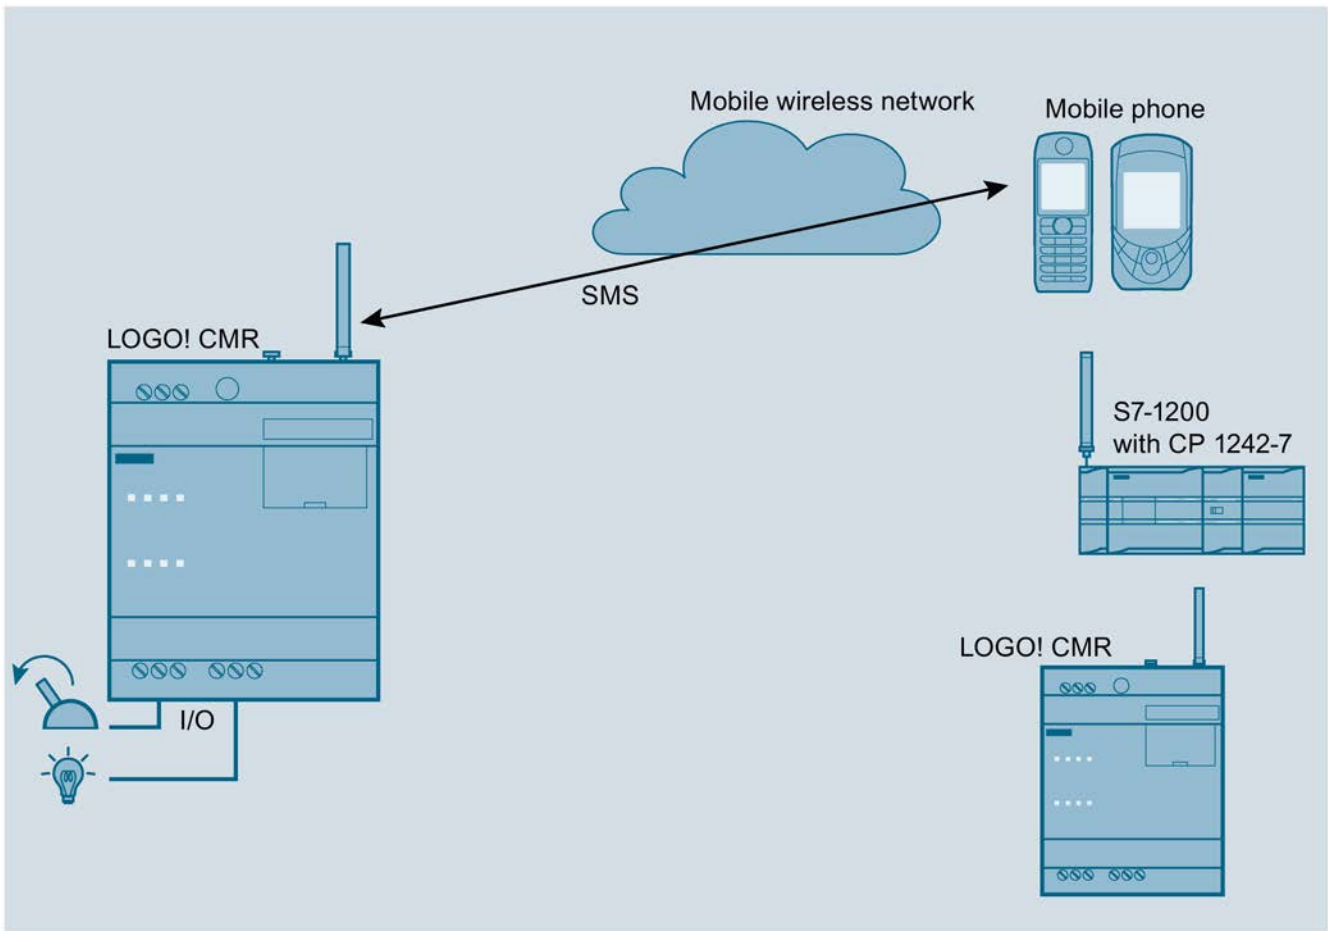 Mobile wireless network
Mobile phone
SMS
LOGO! CMR
S7-1200
with CP 1242-7
LOGO! CMR
I/O